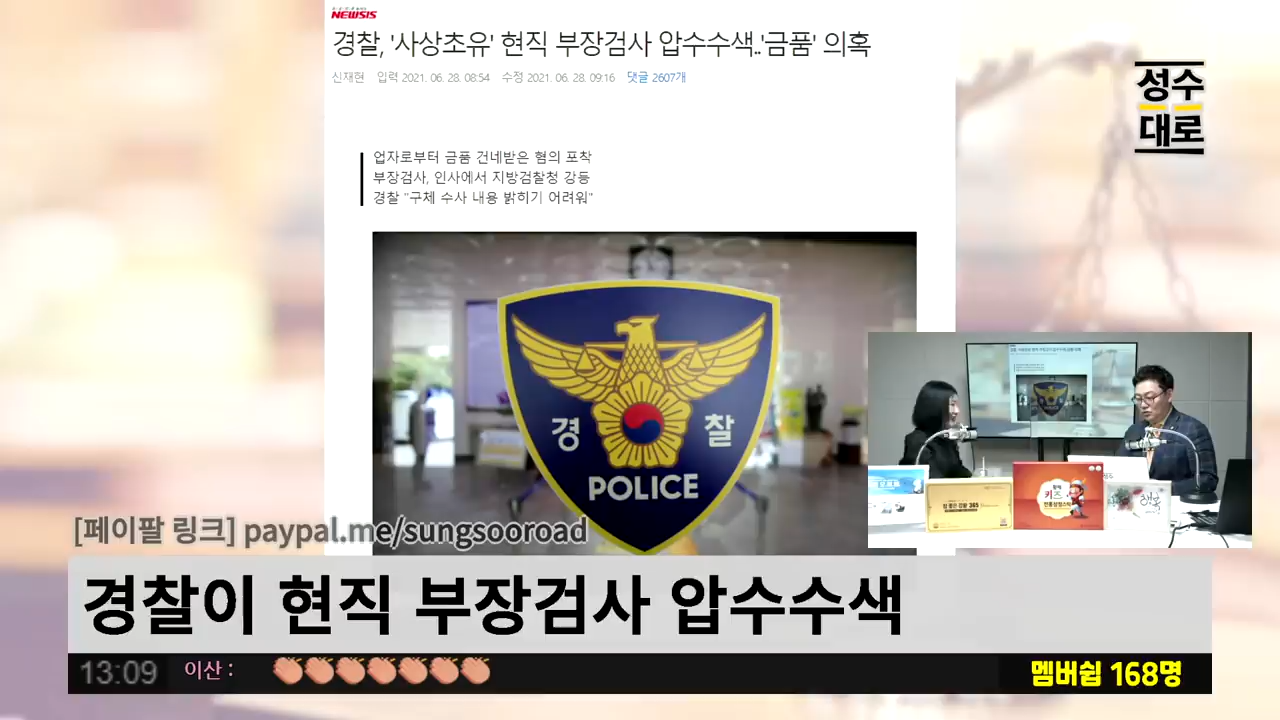 NEWSIS
경찰, '사상초유' 현직 부장검사 압수수색..'금품' 의혹
신재현 입력 2021. 06. 28. 08:54 수정 2021. 06. 28. 09:16 댓글 2607개
성수
대로
업자로부터 금품 건네받은 혐의 포착
부장검사, 인사에서 지방검찰청 강등
경찰 "구체 수사 내용 밝히기 어려워"
경 찰
POLICE
키즈
365
[페이팔 링크] paypal.me/sungsooroad
경찰이 현직 부장검사 압수수색
13:09 이산 :
멤버쉽 168명